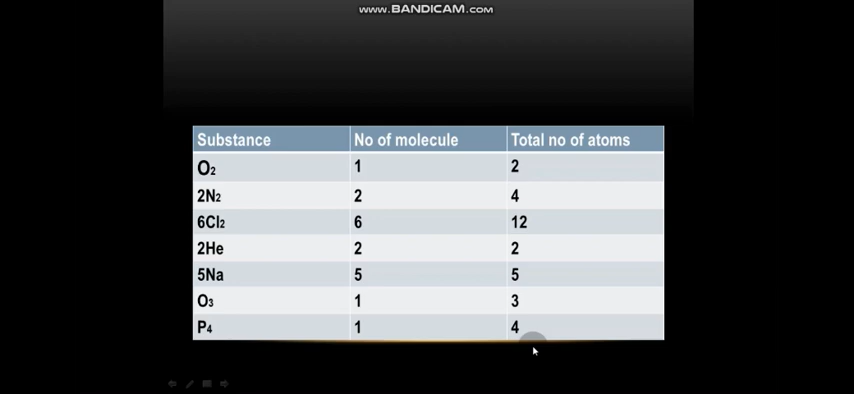 www.BANDICAM.com
Substance No of molecule Total no of atoms
O₂ 1 2
2N₂ 2 4
6Cl₂ 6 12
2He 2 2
5Na 5 5
O₃ 1 3
P₄ 1 4